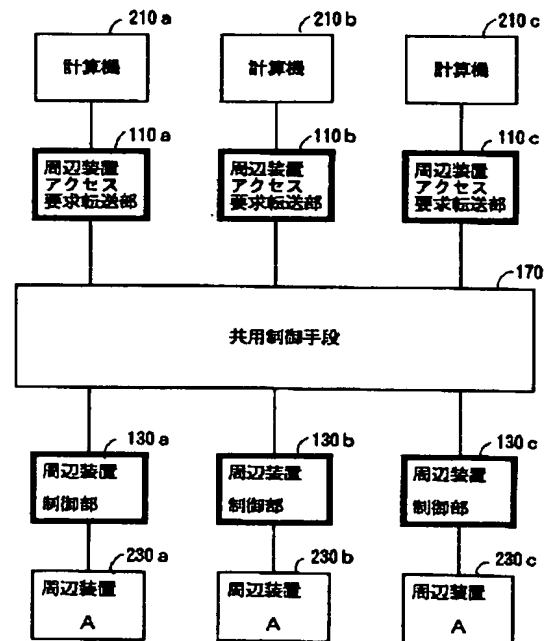 210a
210b
210c
計算機
計算機
計算機
110a
110b
110c
周辺装置
アクセス
要求転送部
周辺装置
アクセス
要求転送部
周辺装置
アクセス
要求転送部
170
共用制御手段
130a
130b
130c
周辺装置
制御部
周辺装置
制御部
周辺装置
制御部
230a
230b
230c
周辺装置
A
周辺装置
A
周辺装置
A